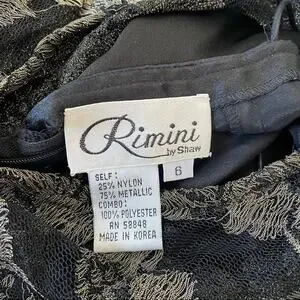 Rimini
by Shaw
6
SELF:
25% NYLON
75% METALLIC
COMBO:
100% POLYESTER
RN 58848
MADE IN KOREA